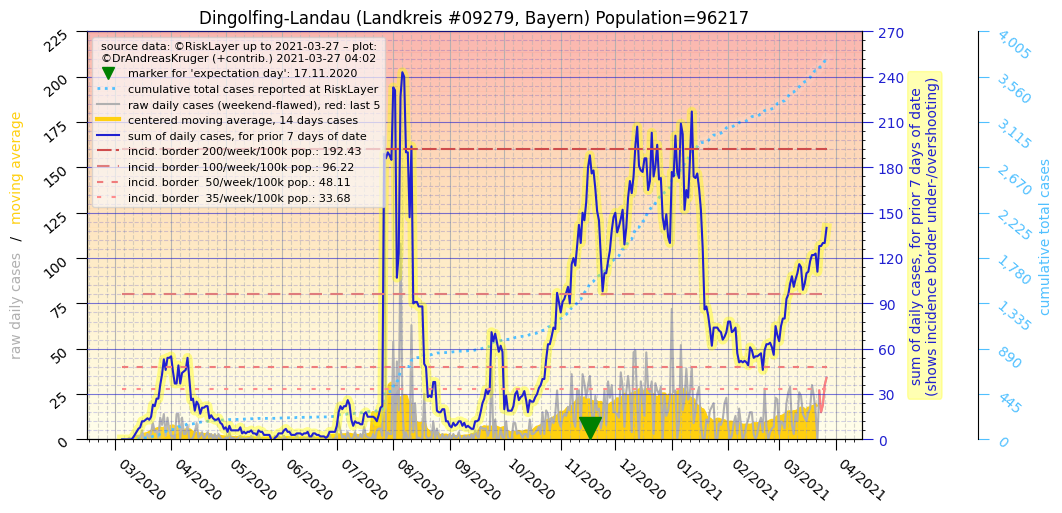 Dingolfing-Landau (Landkreis #09279, Bayern) Population=96217
source data: ©RiskLayer up to 2021-03-27 – plot:
©DrAndreasKruger (+contrib.) 2021-03-27 04:02
marker for 'expectation day': 17.11.2020
cumulative total cases reported at RiskLayer
raw daily cases (weekend-flawed), red: last 5
centered moving average, 14 days cases
sum of daily cases, for prior 7 days of date
incid. border 200/week/100k pop.: 192.43
incid. border 100/week/100k pop.: 96.22
incid. border  50/week/100k pop.: 48.11
incid. border  35/week/100k pop.: 33.68
raw daily cases / moving average
225
200
175
150
125
100
75
50
25
0
03/2020
04/2020
05/2020
06/2020
07/2020
08/2020
09/2020
10/2020
11/2020
12/2020
01/2021
02/2021
03/2021
04/2021
270
240
210
180
150
120
90
60
30
0
sum of daily cases, for prior 7 days of date
(shows incidence border under-/overshooting)
4,005
3,560
3,115
2,670
2,225
1,780
1,335
890
445
0
cumulative total cases